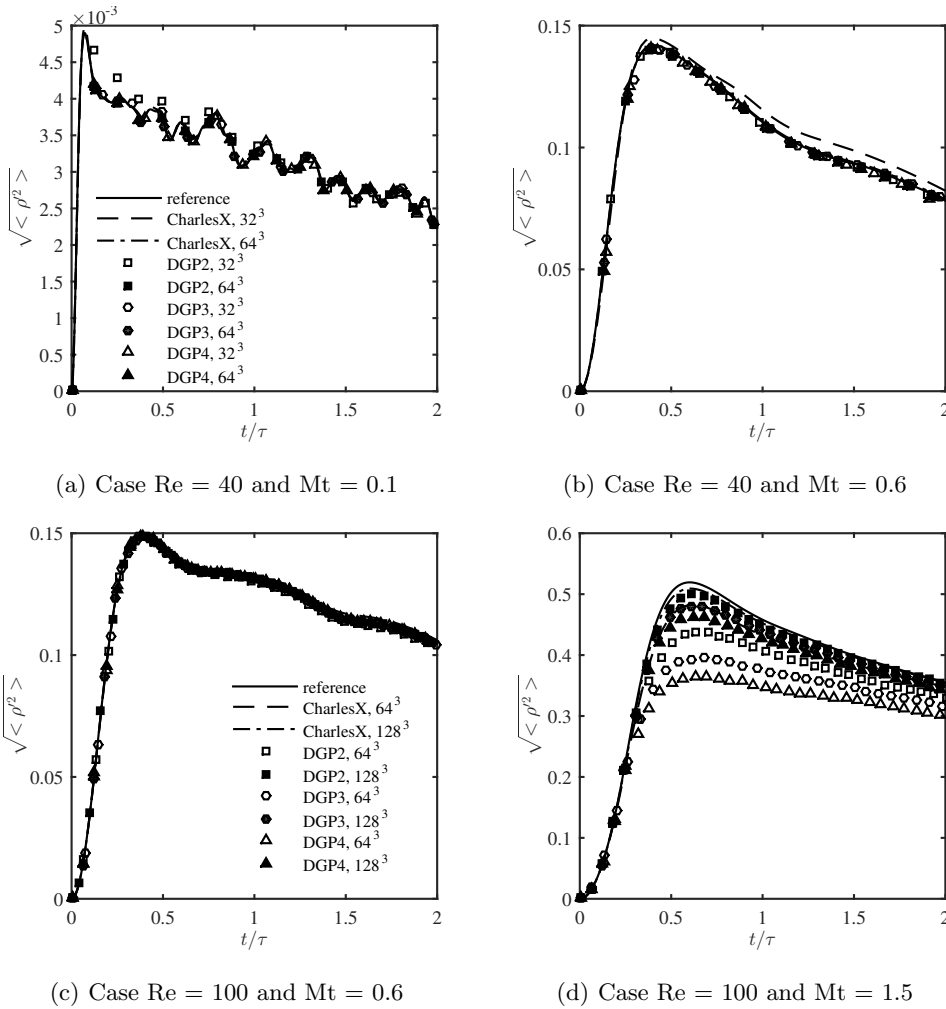 ×10⁻³
5
4.5
4
3.5
3
2.5
2
1.5
1
0.5
0
√< ρ′² >
reference
CharlesX, 32³
CharlesX, 64³
DGP2, 32³
DGP2, 64³
DGP3, 32³
DGP3, 64³
DGP4, 32³
DGP4, 64³
0 0.5 1 1.5 2
t/τ
(a) Case Re = 40 and Mt = 0.1
0.15
0.1
0.05
0
√< ρ′² >
0 0.5 1 1.5 2
t/τ
(b) Case Re = 40 and Mt = 0.6
0.15
0.1
0.05
0
√< ρ′² >
reference
CharlesX, 64³
CharlesX, 128³
DGP2, 64³
DGP2, 128³
DGP3, 64³
DGP3, 128³
DGP4, 64³
DGP4, 128³
0 0.5 1 1.5 2
t/τ
(c) Case Re = 100 and Mt = 0.6
0.6
0.5
0.4
0.3
0.2
0.1
0
√< ρ′² >
0 0.5 1 1.5 2
t/τ
(d) Case Re = 100 and Mt = 1.5